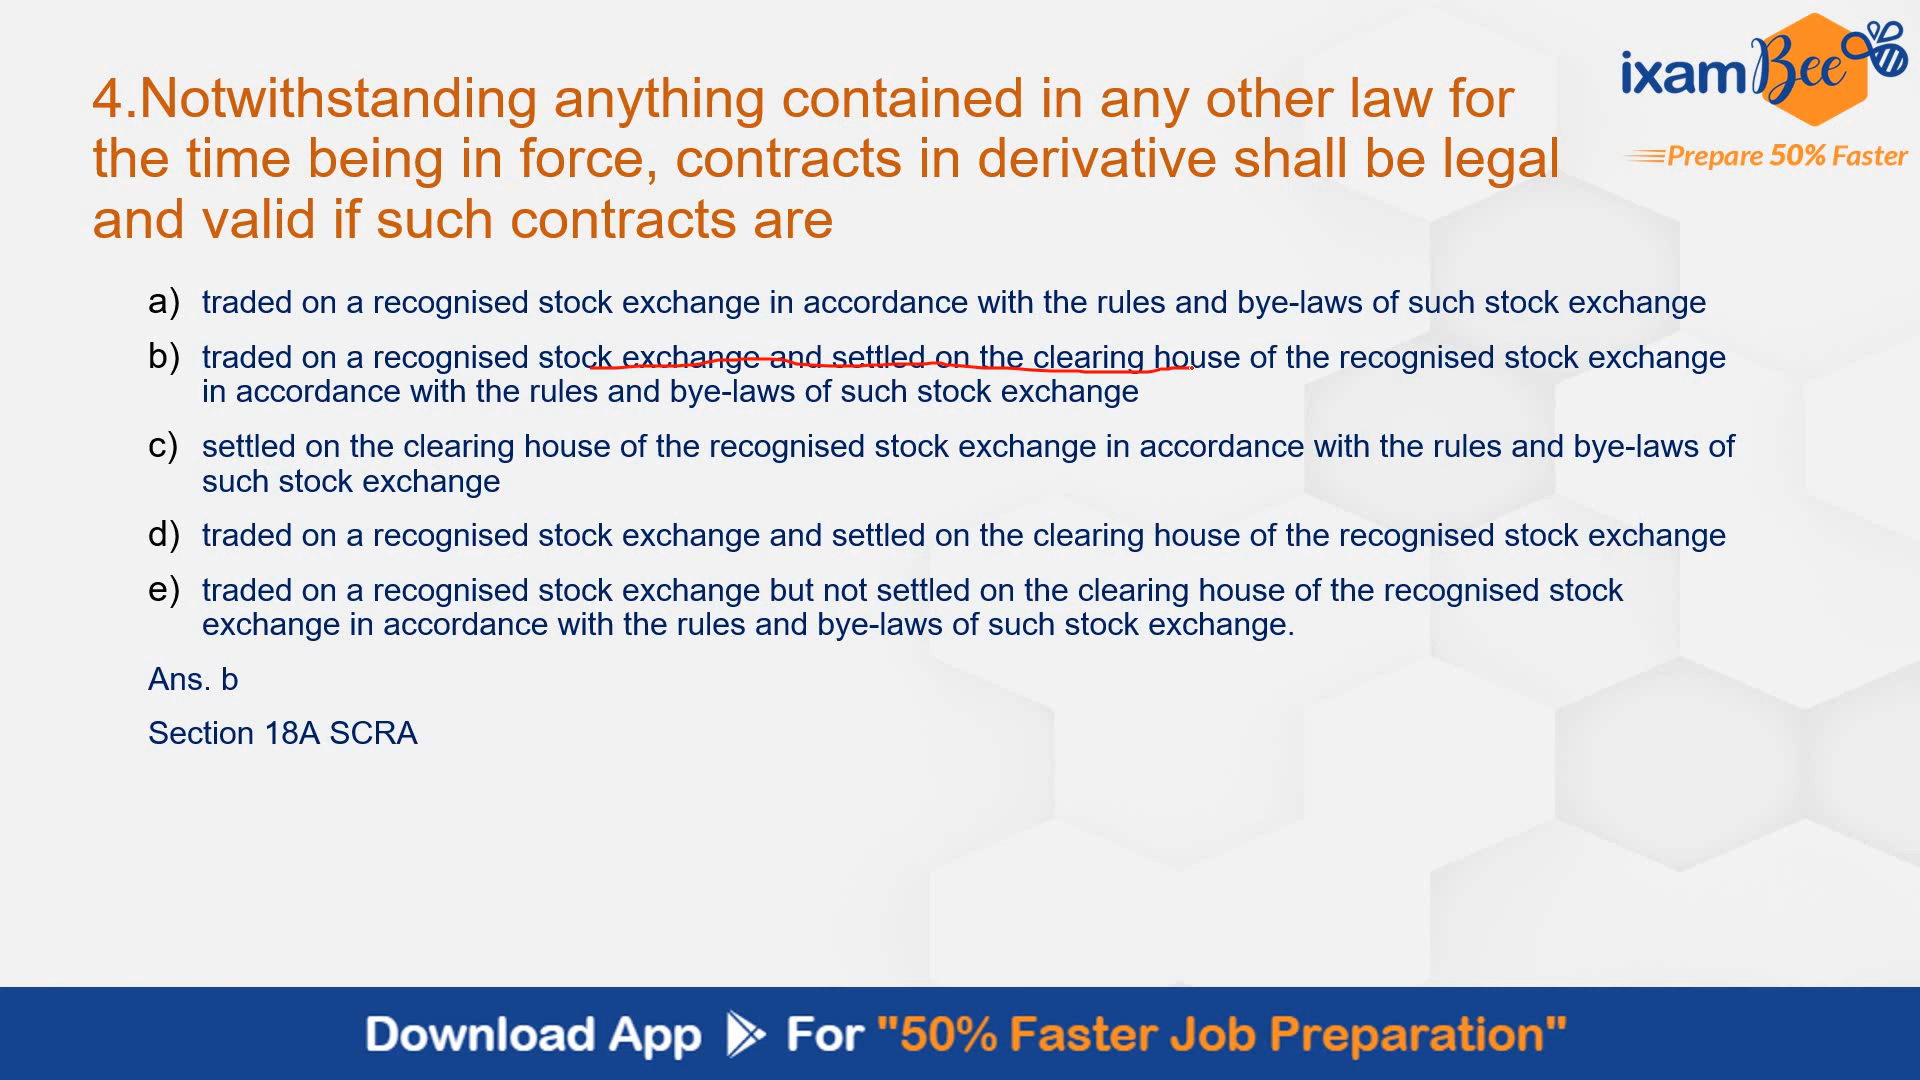 ixamBee
Prepare 50% Faster
4.Notwithstanding anything contained in any other law for
the time being in force, contracts in derivative shall be legal
and valid if such contracts are
a) traded on a recognised stock exchange in accordance with the rules and bye-laws of such stock exchange
b) traded on a recognised stock exchange and settled on the clearing house of the recognised stock exchange
in accordance with the rules and bye-laws of such stock exchange
c) settled on the clearing house of the recognised stock exchange in accordance with the rules and bye-laws of
such stock exchange
d) traded on a recognised stock exchange and settled on the clearing house of the recognised stock exchange
e) traded on a recognised stock exchange but not settled on the clearing house of the recognised stock
exchange in accordance with the rules and bye-laws of such stock exchange.
Ans. b
Section 18A SCRA
Download App For "50% Faster Job Preparation"